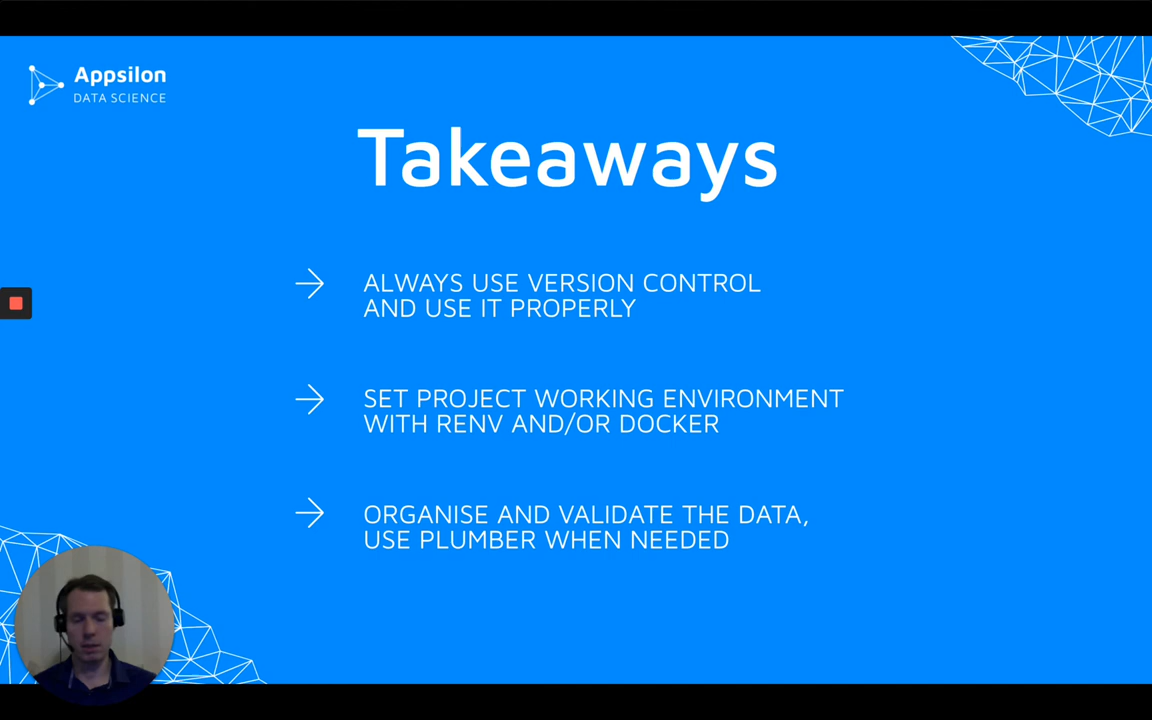 Appsilon
DATA SCIENCE
Takeaways
ALWAYS USE VERSION CONTROL
AND USE IT PROPERLY
SET PROJECT WORKING ENVIRONMENT
WITH RENV AND/OR DOCKER
ORGANISE AND VALIDATE THE DATA,
USE PLUMBER WHEN NEEDED